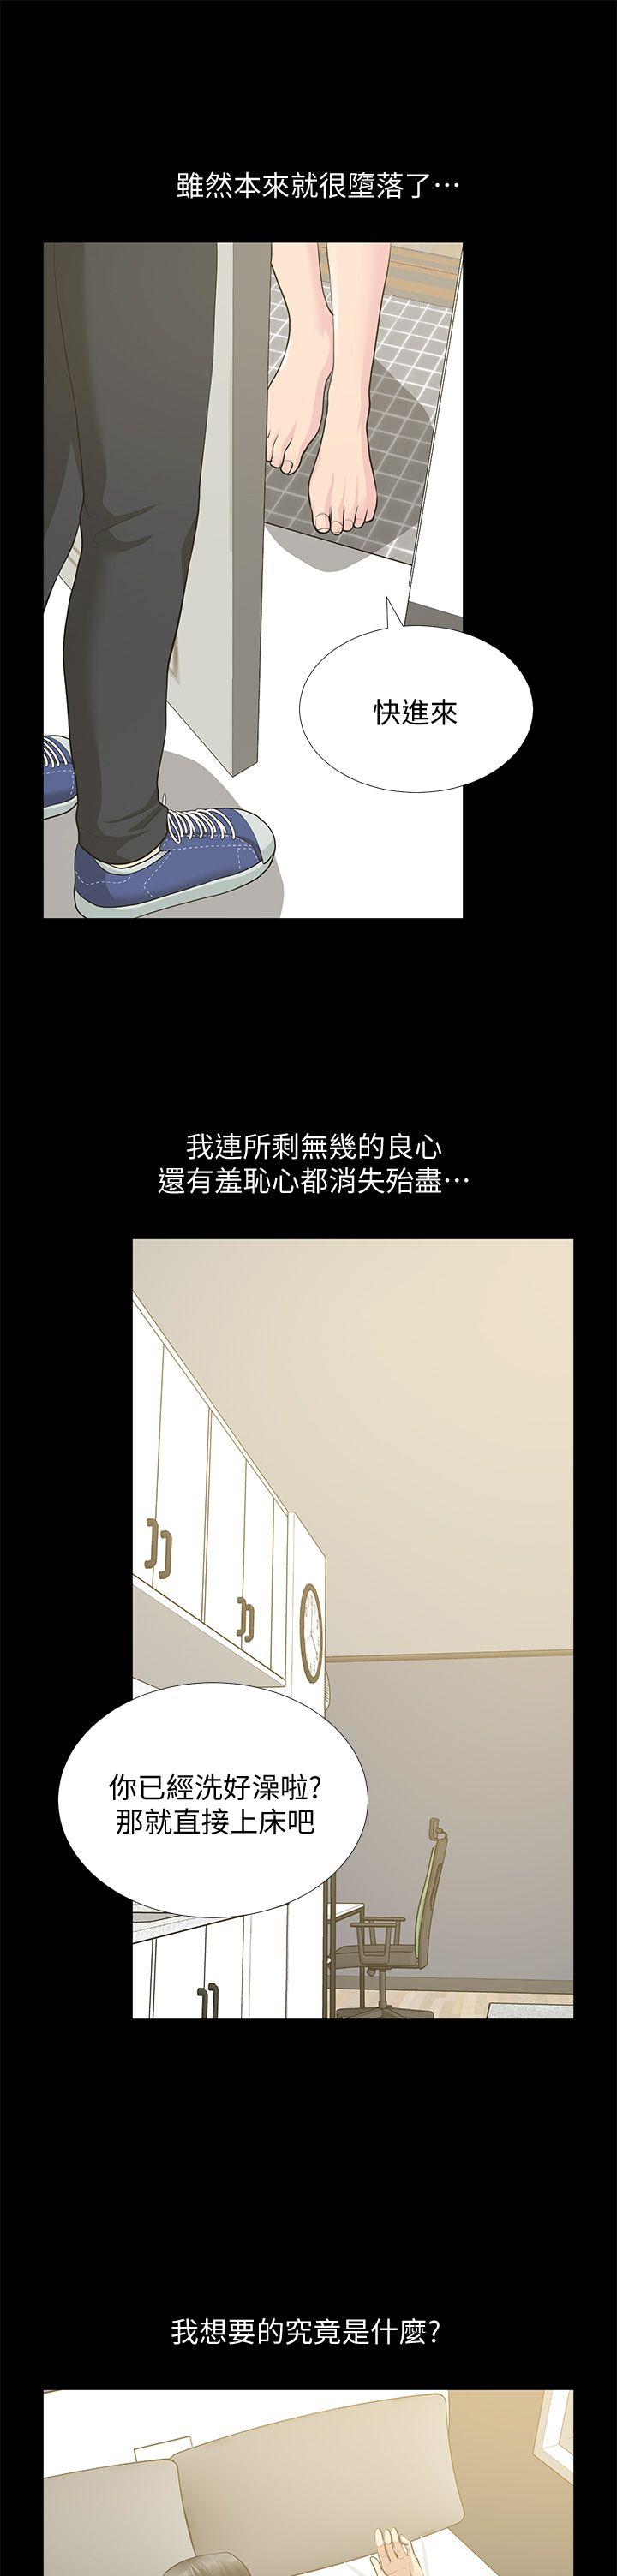 雖然本來就很墮落了…
快進來
我連所剩無幾的良心
還有羞恥心都消失殆盡…
你已經洗好澡啦?
那就直接上床吧
我想要的究竟是什麼?